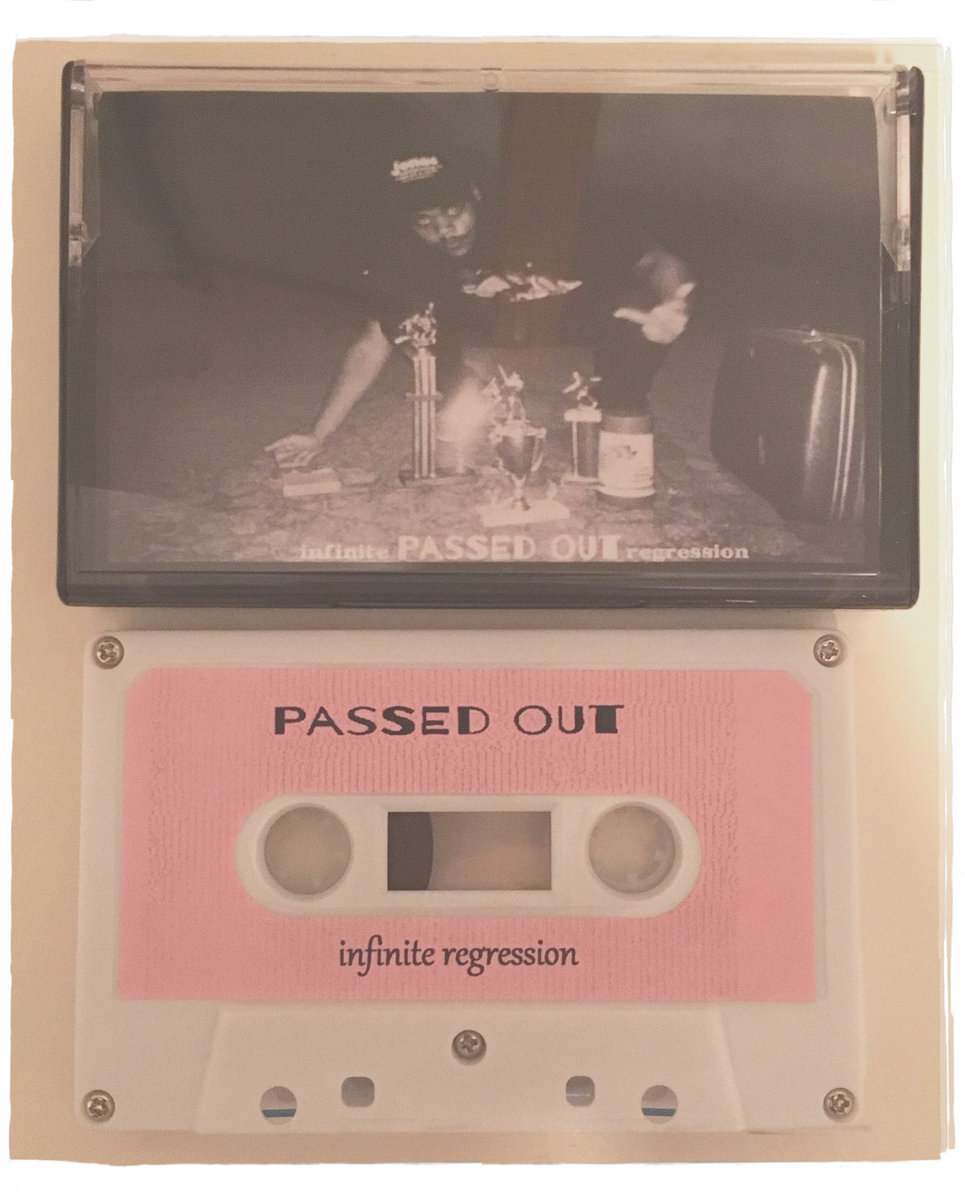 infinite PASSED OUT regression
PASSED OUT
infinite regression